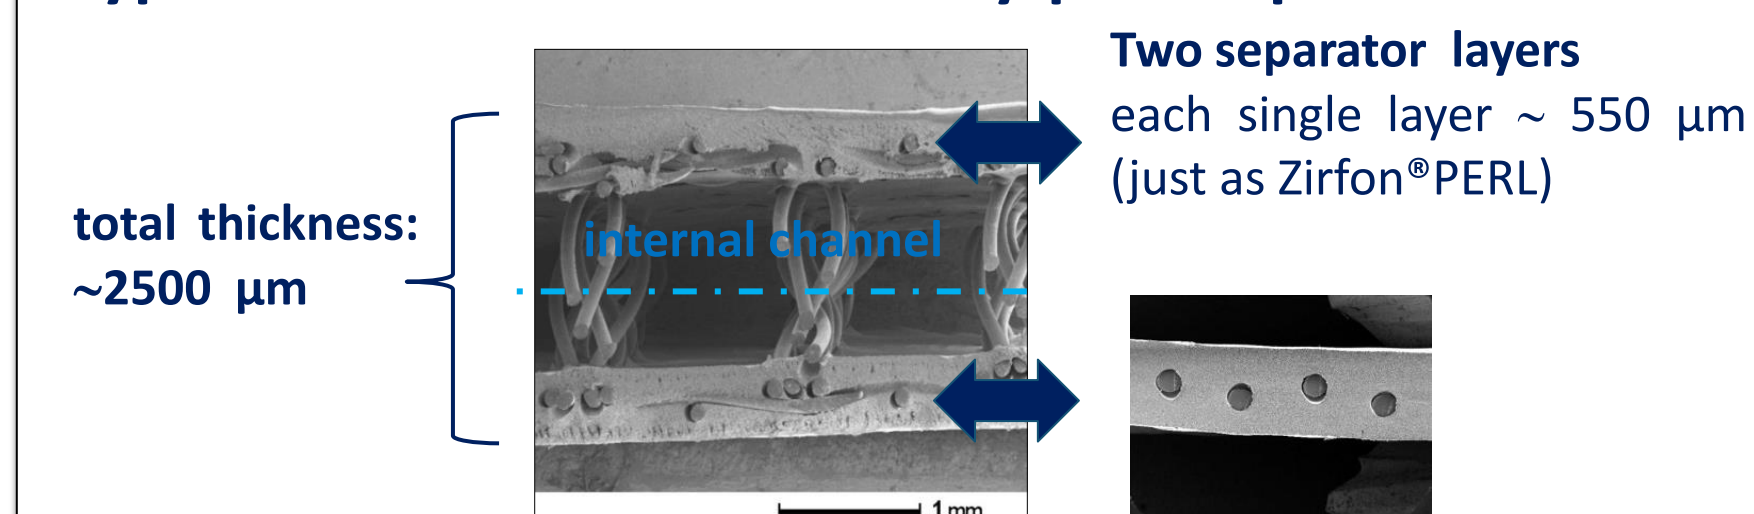 Two separator layers
each single layer ~ 550 µm
(just as Zirfon®PERL)
total thickness:
~2500 µm
internal channel
1 mm